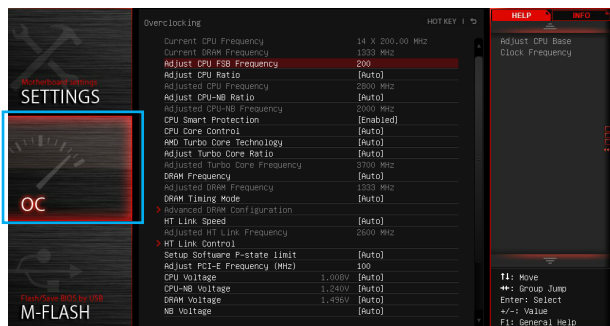 Overclocking
HOT KEY
HELP
INFO
Current CPU Frequency 14 X 200.00 MHz
Current DRAM Frequency 1333 MHz
Adjust CPU FSB Frequency 200
Adjust CPU Ratio [Auto]
Adjusted CPU Frequency 2800 MHz
Adjust CPU-NB Ratio [Auto]
Adjusted CPU-NB Frequency 2000 MHz
CPU Smart Protection [Enabled]
CPU Core Control [Auto]
AMD Turbo Core Technology [Auto]
Adjust Turbo Core Ratio [Auto]
Adjusted Turbo Core Frequency 3700 MHz
DRAM Frequency [Auto]
Adjusted DRAM Frequency 1333 MHz
DRAM Timing Mode [Auto]
> Advanced DRAM Configuration
HT Link Speed [Auto]
Adjusted HT Link Frequency 2600 MHz
> HT Link Control
Setup Software P-state limit [Auto]
Adjust PCI-E Frequency (MHz) 100
CPU Voltage 1.008V [Auto]
CPU-NB Voltage 1.240V [Auto]
DRAM Voltage 1.496V [Auto]
NB Voltage [Auto]
Motherboard settings
SETTINGS
OC
Flash/Save BIOS by USB
M-FLASH
Adjust CPU Base
Clock Frequency
↑↓: Move
→←: Group Jump
Enter: Select
+/-: Value
F1: General Help